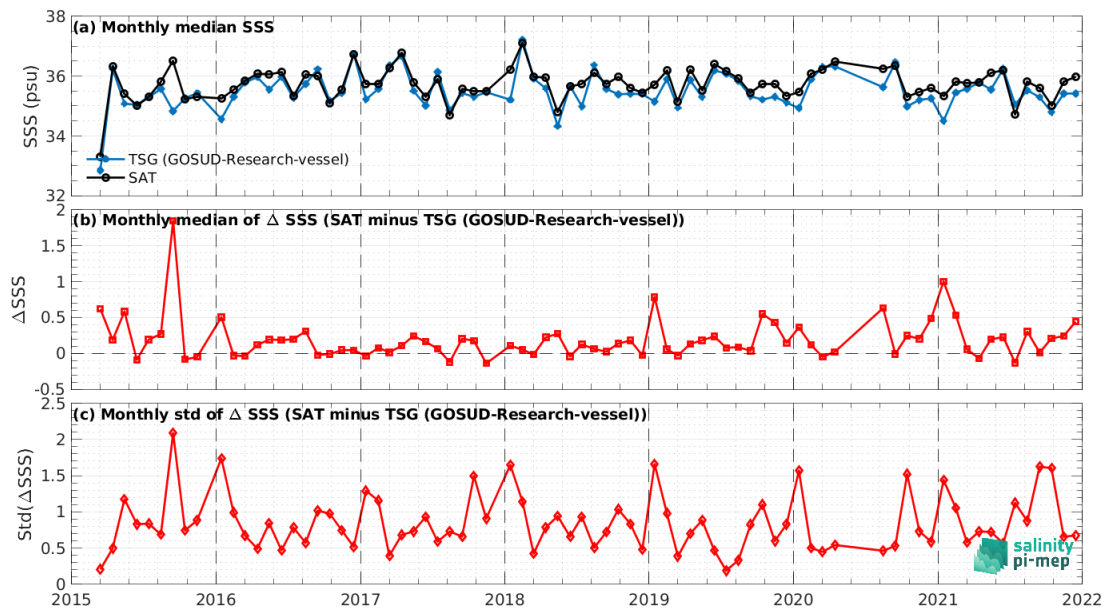 38
(a) Monthly median SSS
36
SSS (psu)
34
TSG (GOSUD-Research-vessel)
SAT
32
2
(b) Monthly median of Δ SSS (SAT minus TSG (GOSUD-Research-vessel))
1.5
1
ΔSSS
0.5
0
-0.5
2.5
(c) Monthly std of Δ SSS (SAT minus TSG (GOSUD-Research-vessel))
2
1.5
Std(ΔSSS)
1
0.5
salinity
pi-mep
0
2015 2016 2017 2018 2019 2020 2021 2022